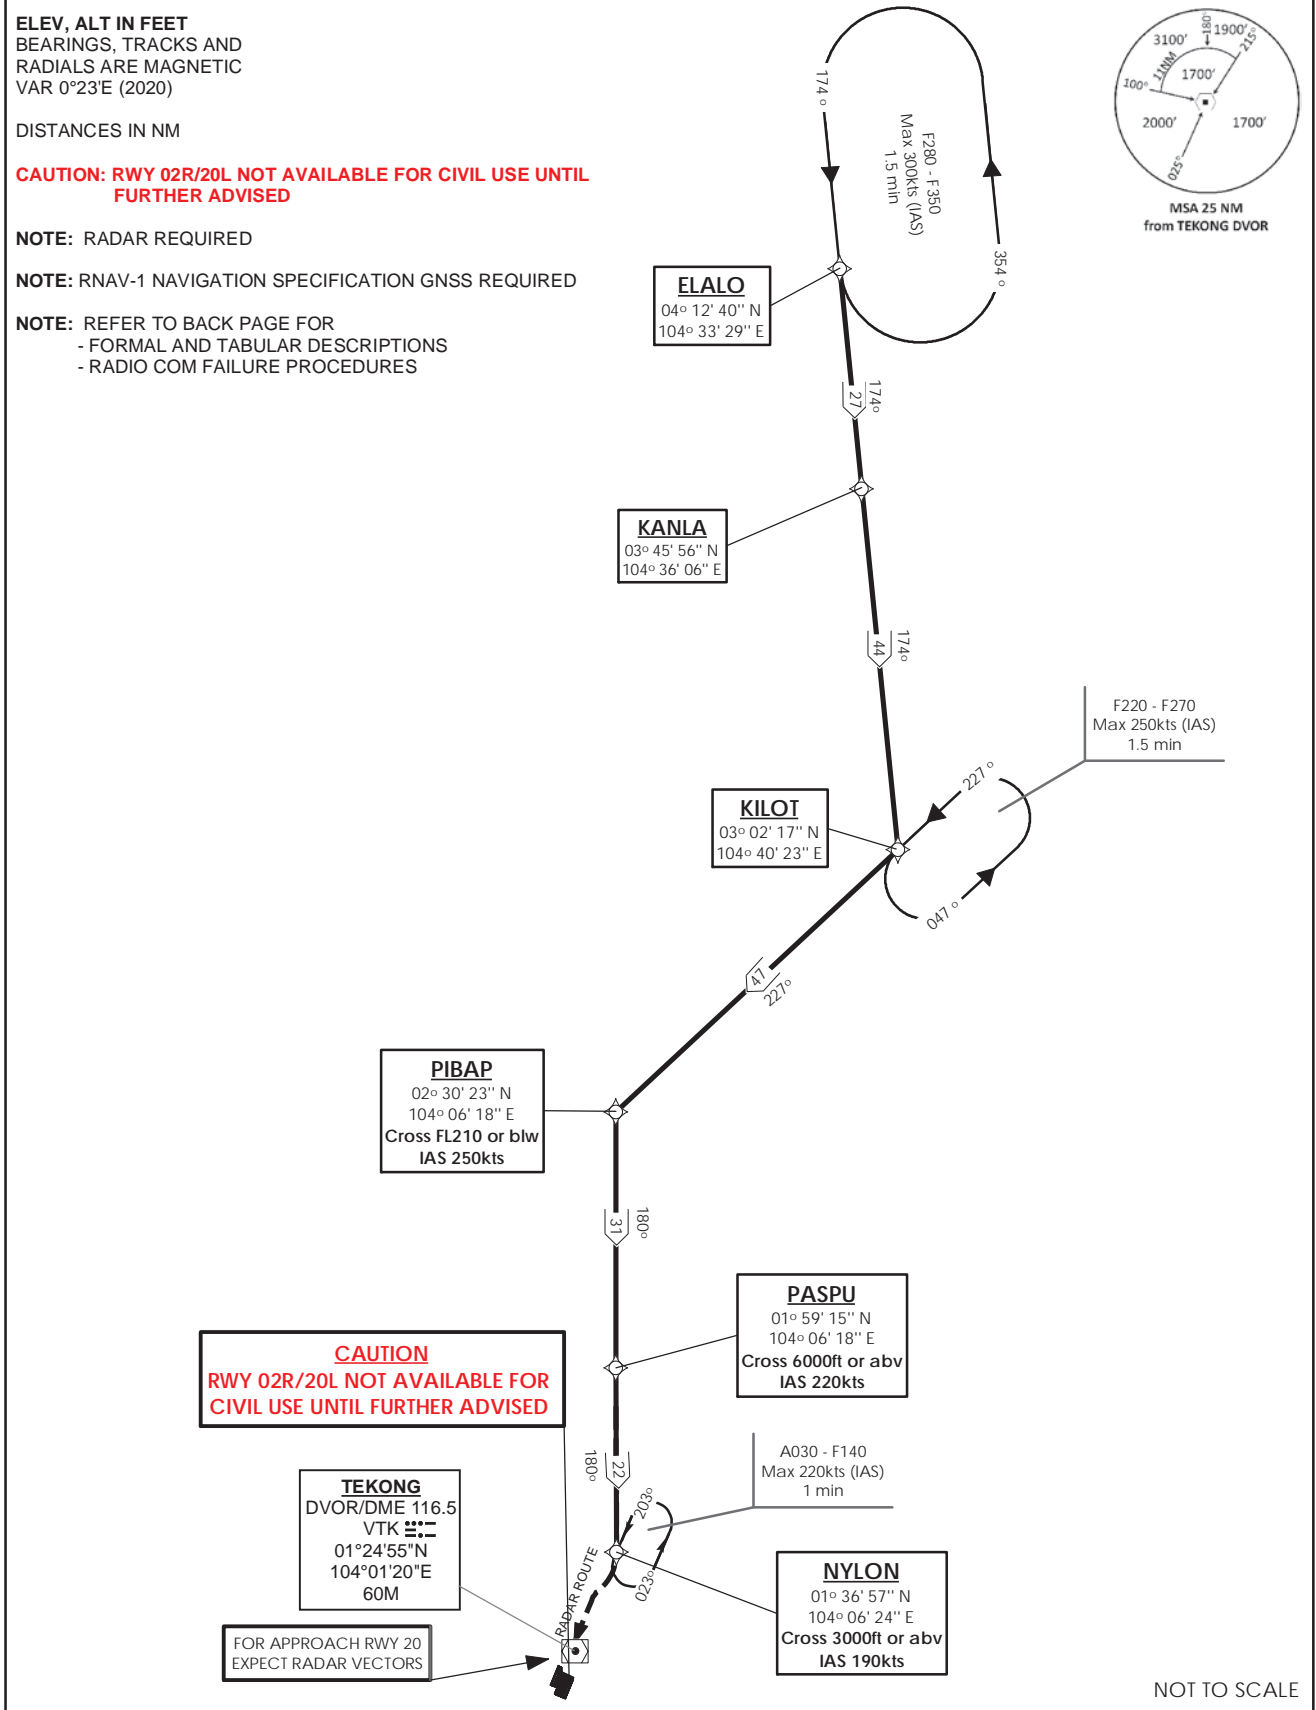 ELEV, ALT IN FEET
BEARINGS, TRACKS AND
RADIALS ARE MAGNETIC
VAR 0°23'E (2020)
DISTANCES IN NM
CAUTION: RWY 02R/20L NOT AVAILABLE FOR CIVIL USE UNTIL
FURTHER ADVISED
NOTE: RADAR REQUIRED
NOTE: RNAV-1 NAVIGATION SPECIFICATION GNSS REQUIRED
NOTE: REFER TO BACK PAGE FOR
- FORMAL AND TABULAR DESCRIPTIONS
- RADIO COM FAILURE PROCEDURES
174°
F280 - F350
Max 300kts (IAS)
1.5 min
354°
3100'
180°
1900'
215°
11NM
1700'
100°
2000'
1700'
025°
MSA 25 NM
from TEKONG DVOR
ELALO
04° 12' 40'' N
104° 33' 29'' E
27
174°
KANLA
03° 45' 56'' N
104° 36' 06'' E
44
174°
F220 - F270
Max 250kts (IAS)
1.5 min
227°
047°
KILOT
03° 02' 17'' N
104° 40' 23'' E
47
227°
PIBAP
02° 30' 23'' N
104° 06' 18'' E
Cross FL210 or blw
IAS 250kts
31
180°
PASPU
01° 59' 15'' N
104° 06' 18'' E
Cross 6000ft or abv
IAS 220kts
CAUTION
RWY 02R/20L NOT AVAILABLE FOR
CIVIL USE UNTIL FURTHER ADVISED
22
180°
A030 - F140
Max 220kts (IAS)
1 min
203°
023°
TEKONG
DVOR/DME 116.5
VTK
01°24'55"N
104°01'20"E
60M
RADAR ROUTE
NYLON
01° 36' 57'' N
104° 06' 24'' E
Cross 3000ft or abv
IAS 190kts
FOR APPROACH RWY 20
EXPECT RADAR VECTORS
NOT TO SCALE